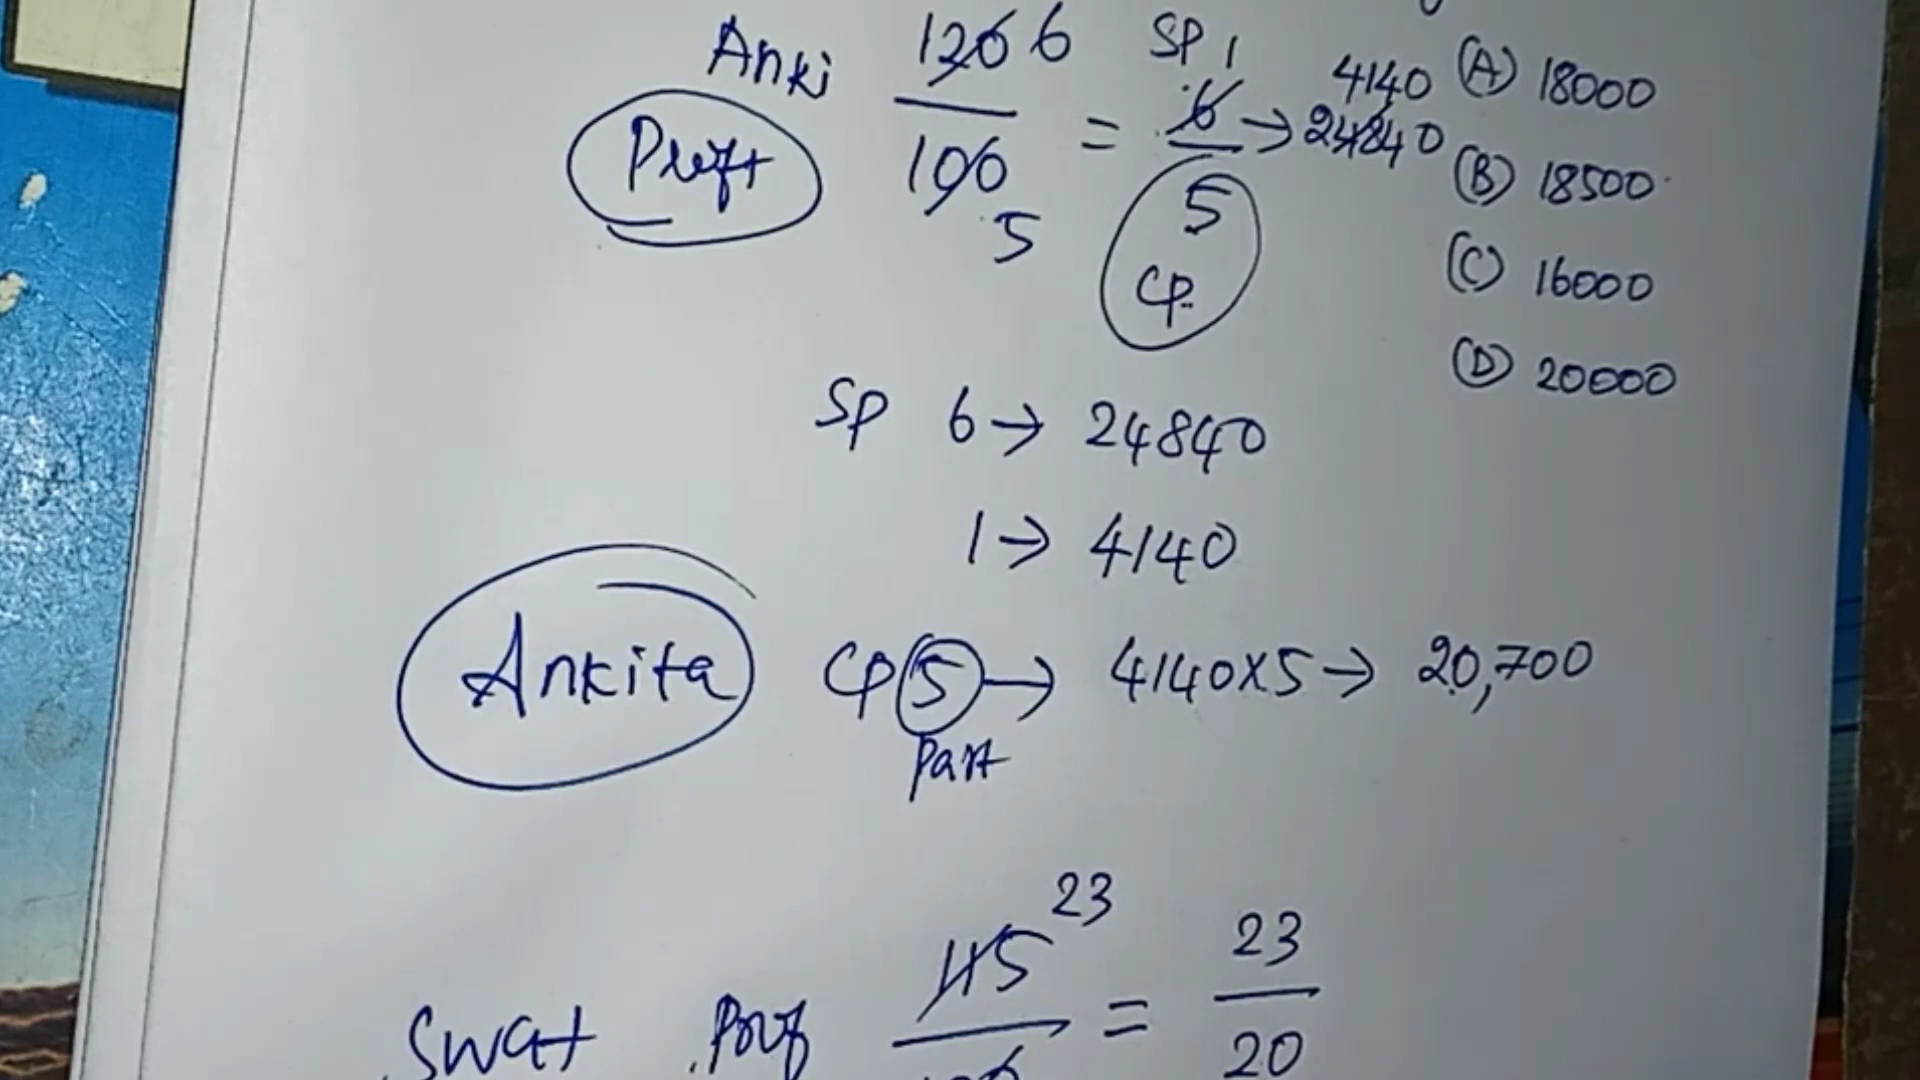 Anki 120 6 SP 1
Proft 100 5 = 6 → 24840 4140
5
CP.
(A) 18000
(B) 18500
(C) 16000
(D) 20000
SP 6 → 24840
1 → 4140
Ankita CP 5 → 4140×5 → 20,700
part
Swat Prof 115 23 = 23
20